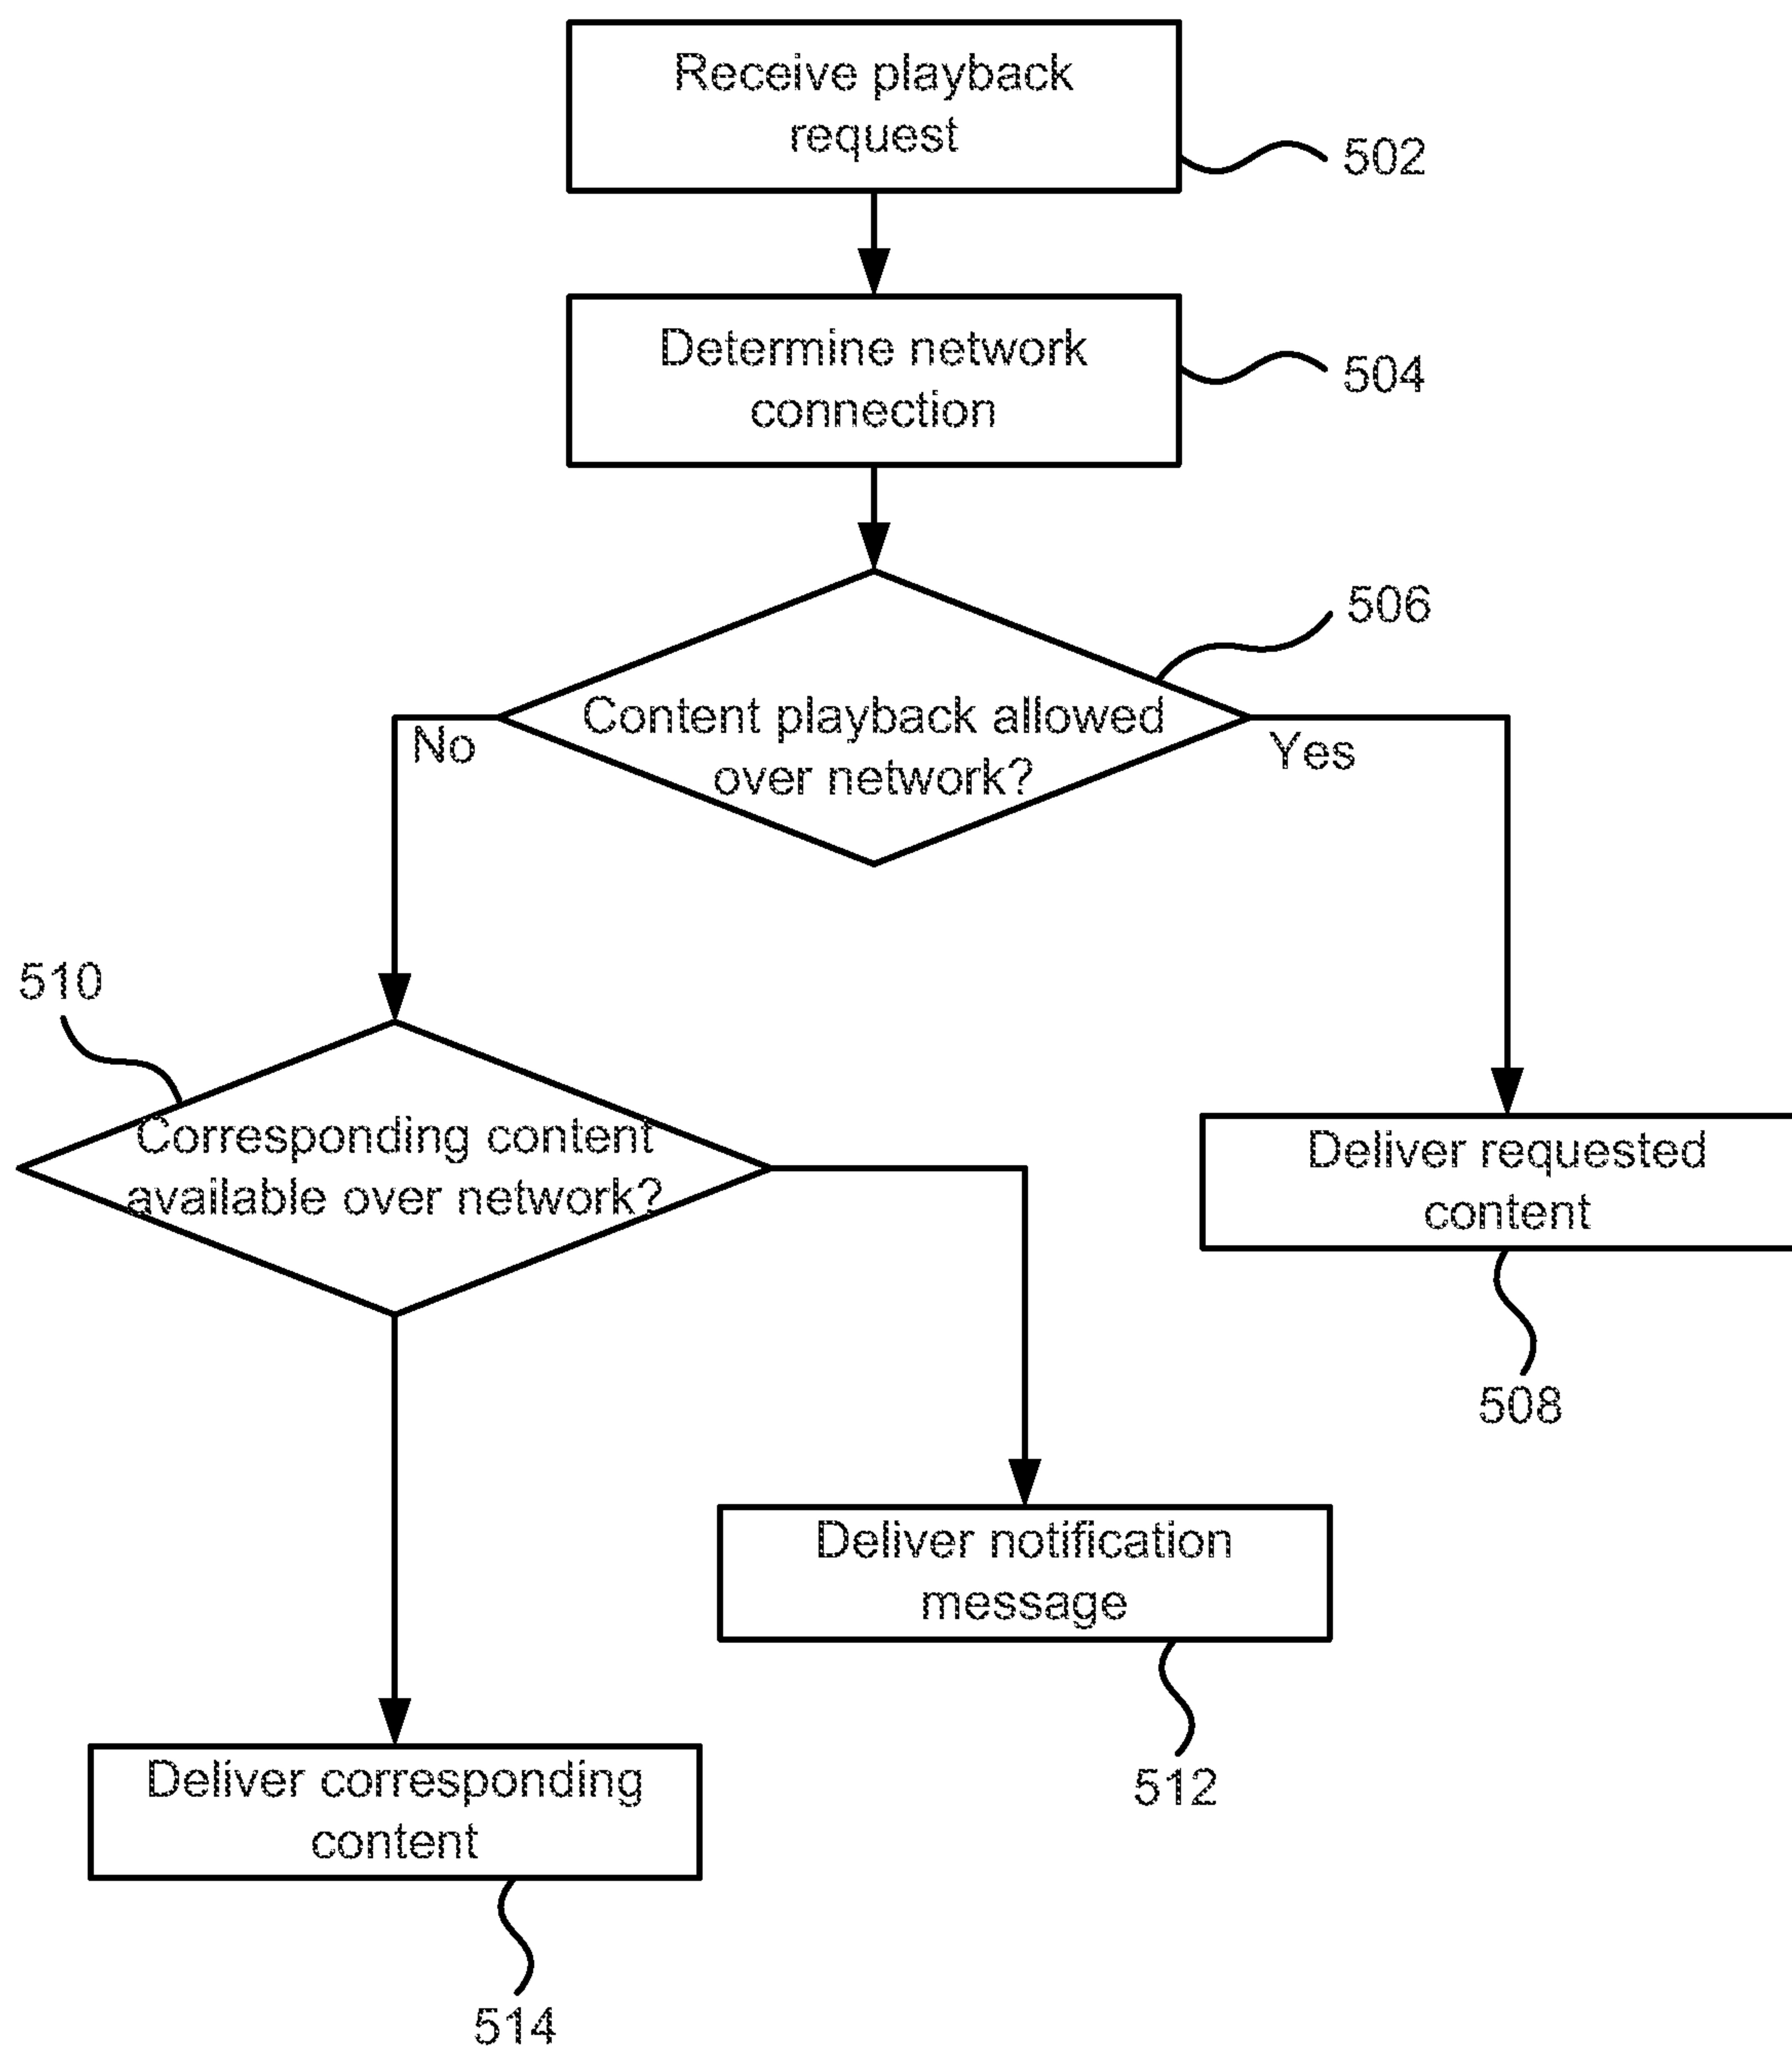 Receive playback
request
502
Determine network
connection
504
506
Content playback allowed
over network?
No
Yes
510
Corresponding content
available over network?
Deliver requested
content
508
Deliver notification
message
512
Deliver corresponding
content
514